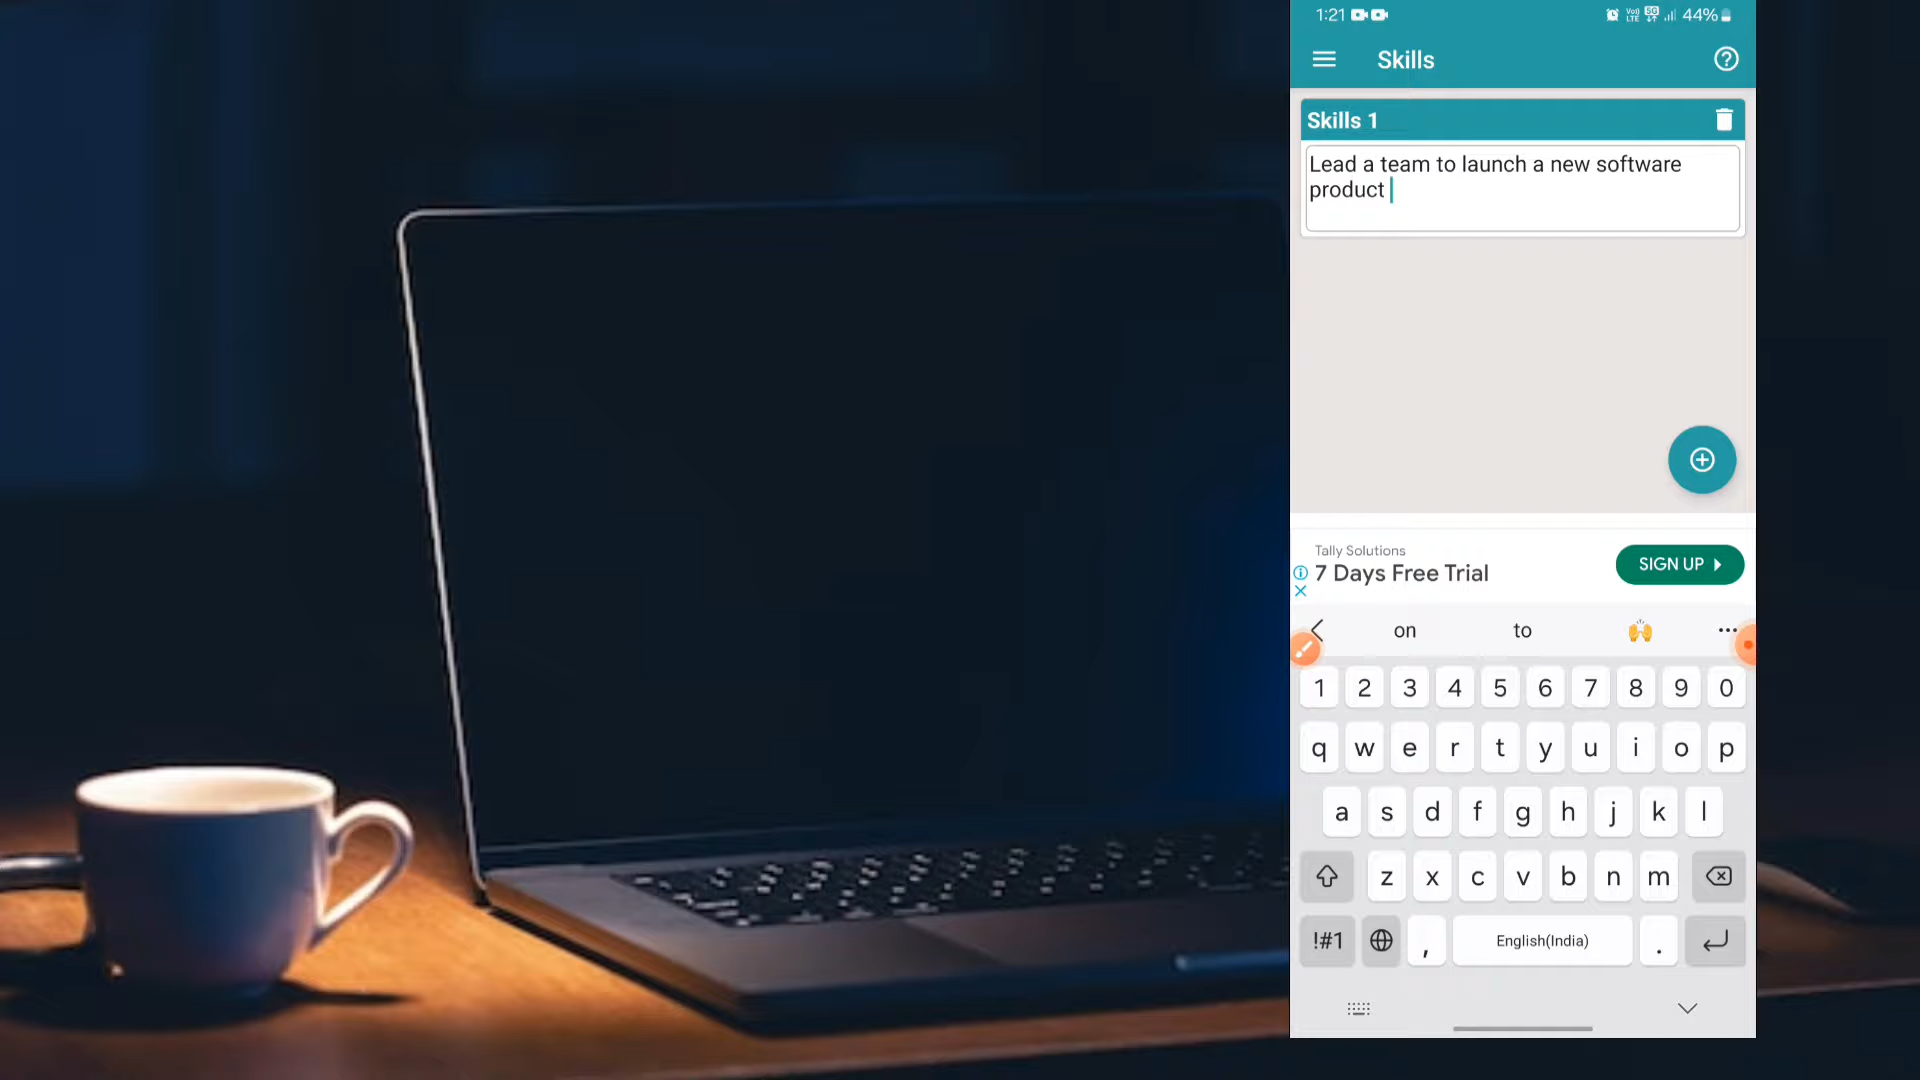 1:21
44%
Skills
Skills 1
Lead a team to launch a new software
product
Tally Solutions
7 Days Free Trial
SIGN UP
on to
1 2 3 4 5 6 7 8 9 0
q w e r t y u i o p
a s d f g h j k l
z x c v b n m
!#1 , English(India) .